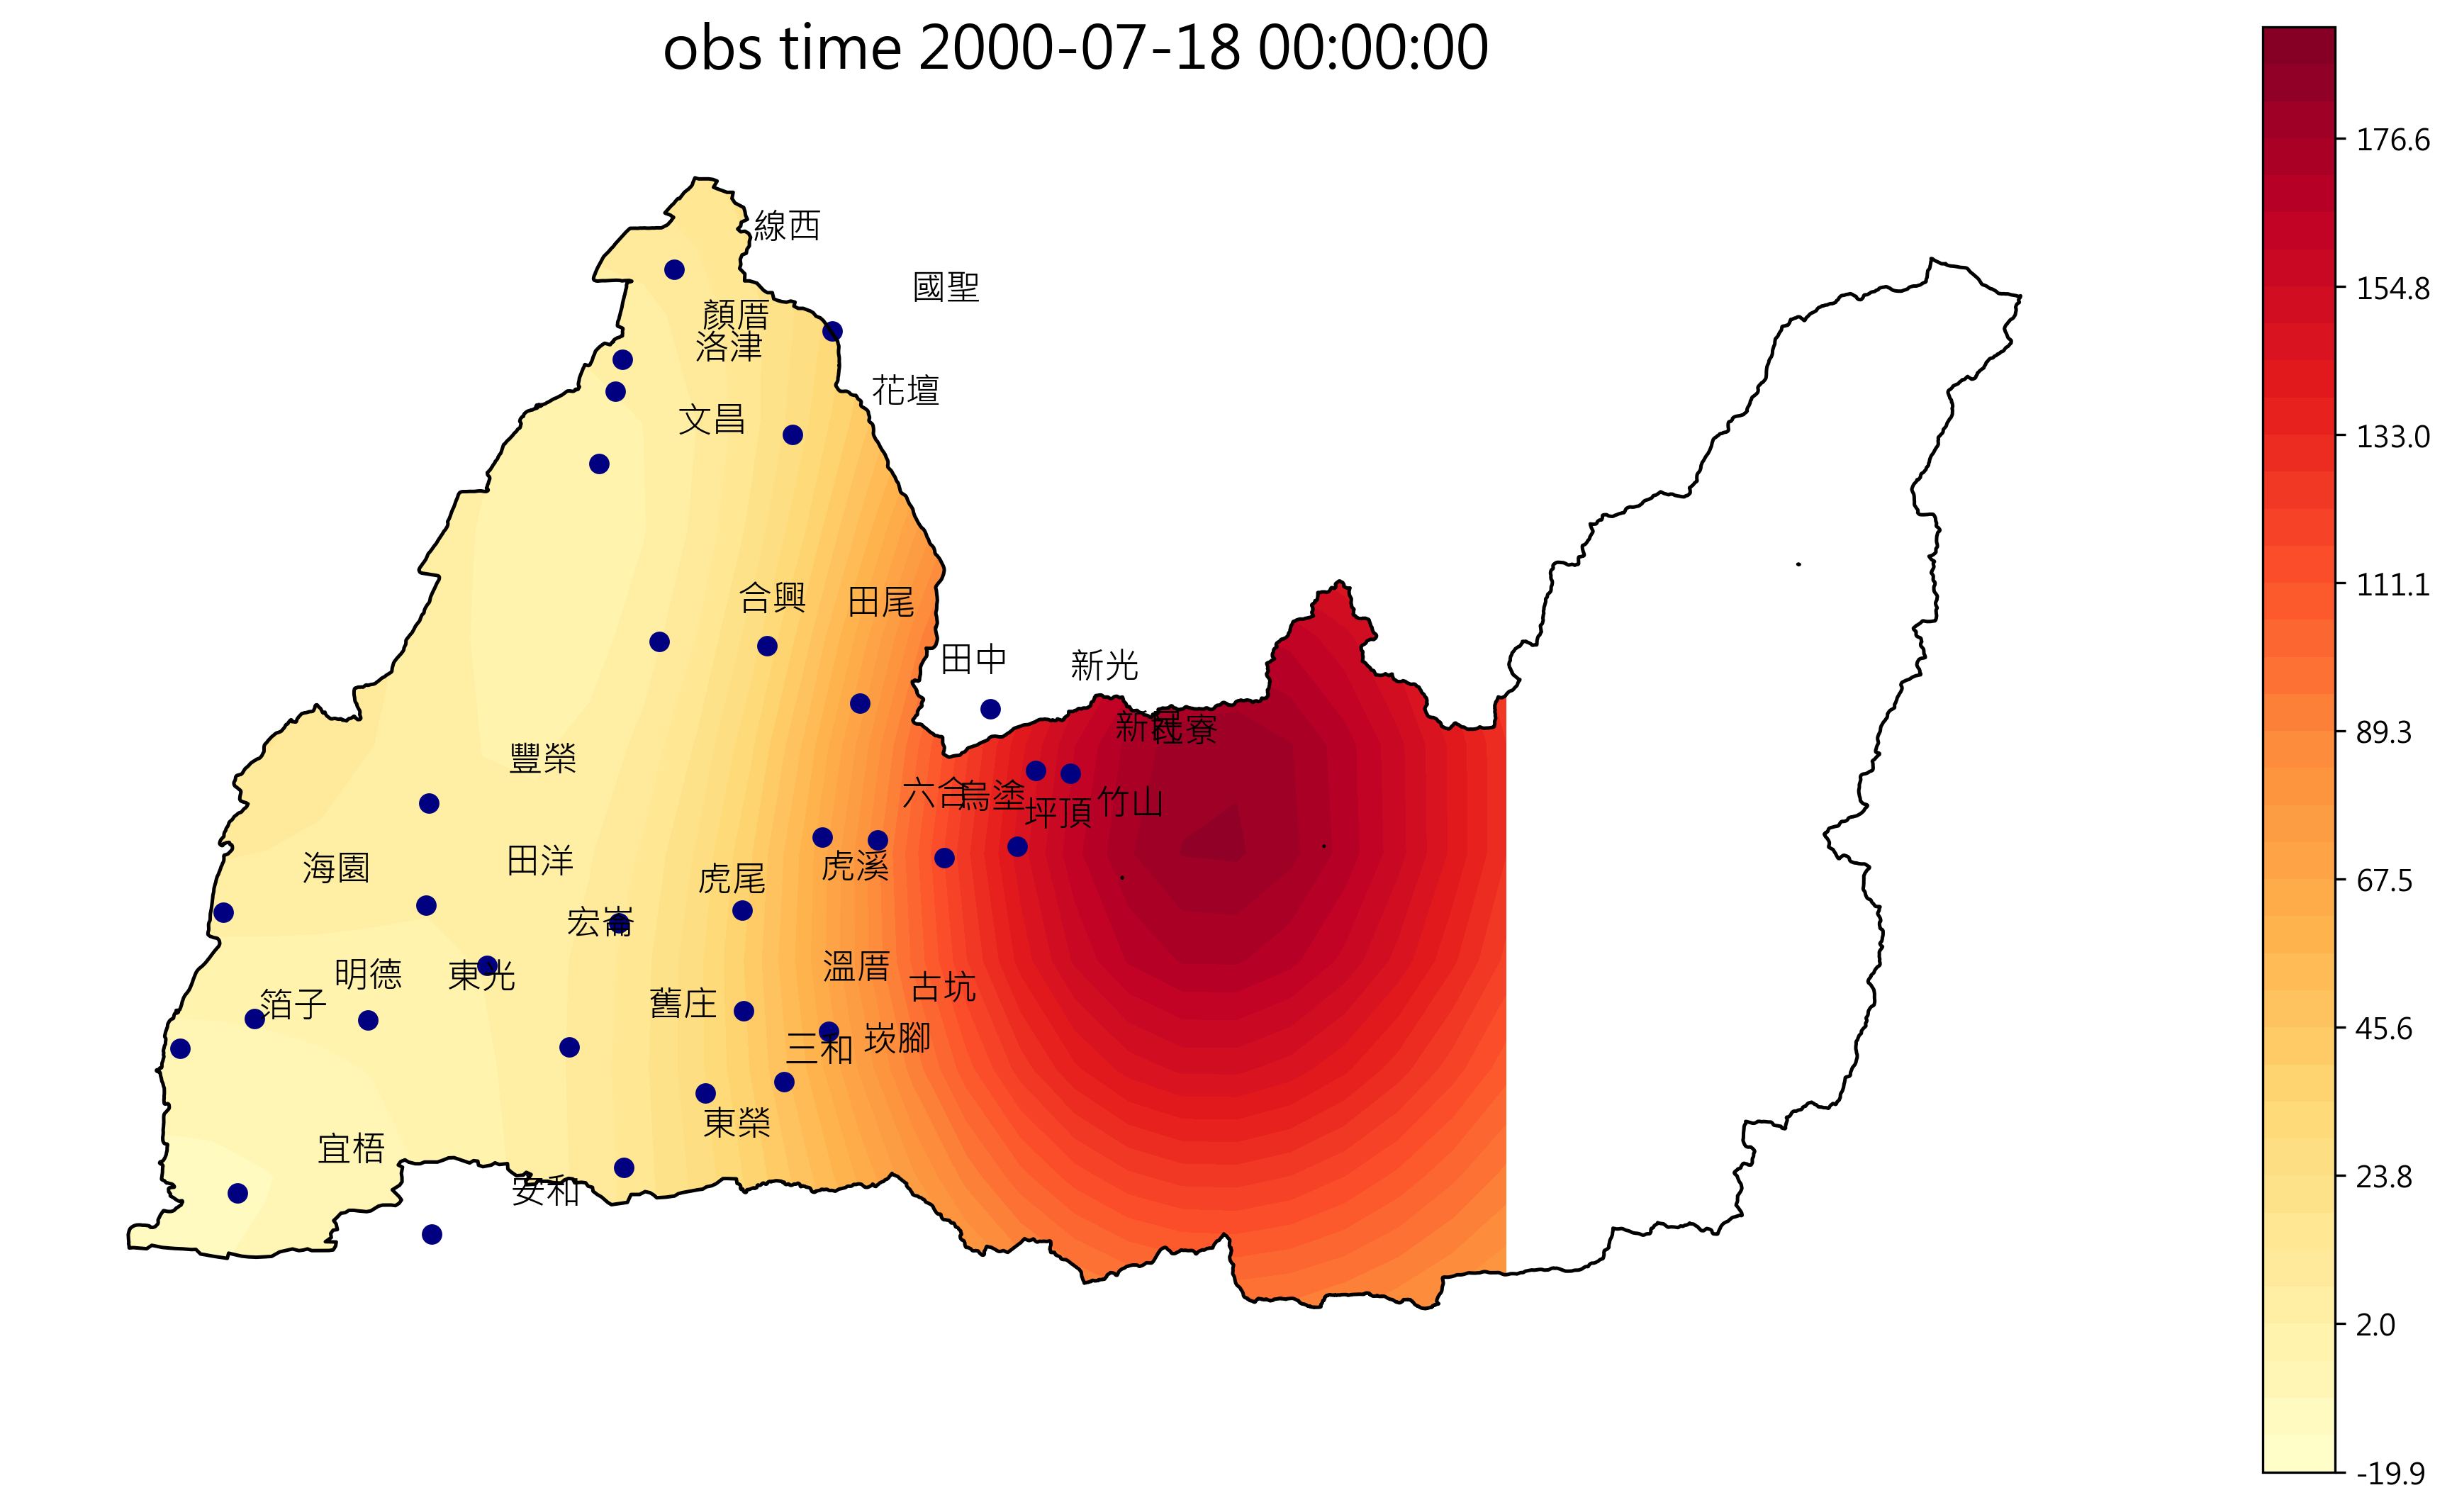 obs time 2000-07-18 00:00:00
線西
國聖
顏厝
洛津
花壇
文昌
合興
田尾
田中
新光
新民
社寮
豐榮
六合
烏塗
坪頂
竹山
海園
田洋
虎尾
虎溪
宏崙
明德
東光
溫厝
古坑
箔子
舊庄
三和
崁腳
東榮
宜梧
安和
176.6
154.8
133.0
111.1
89.3
67.5
45.6
23.8
2.0
-19.9